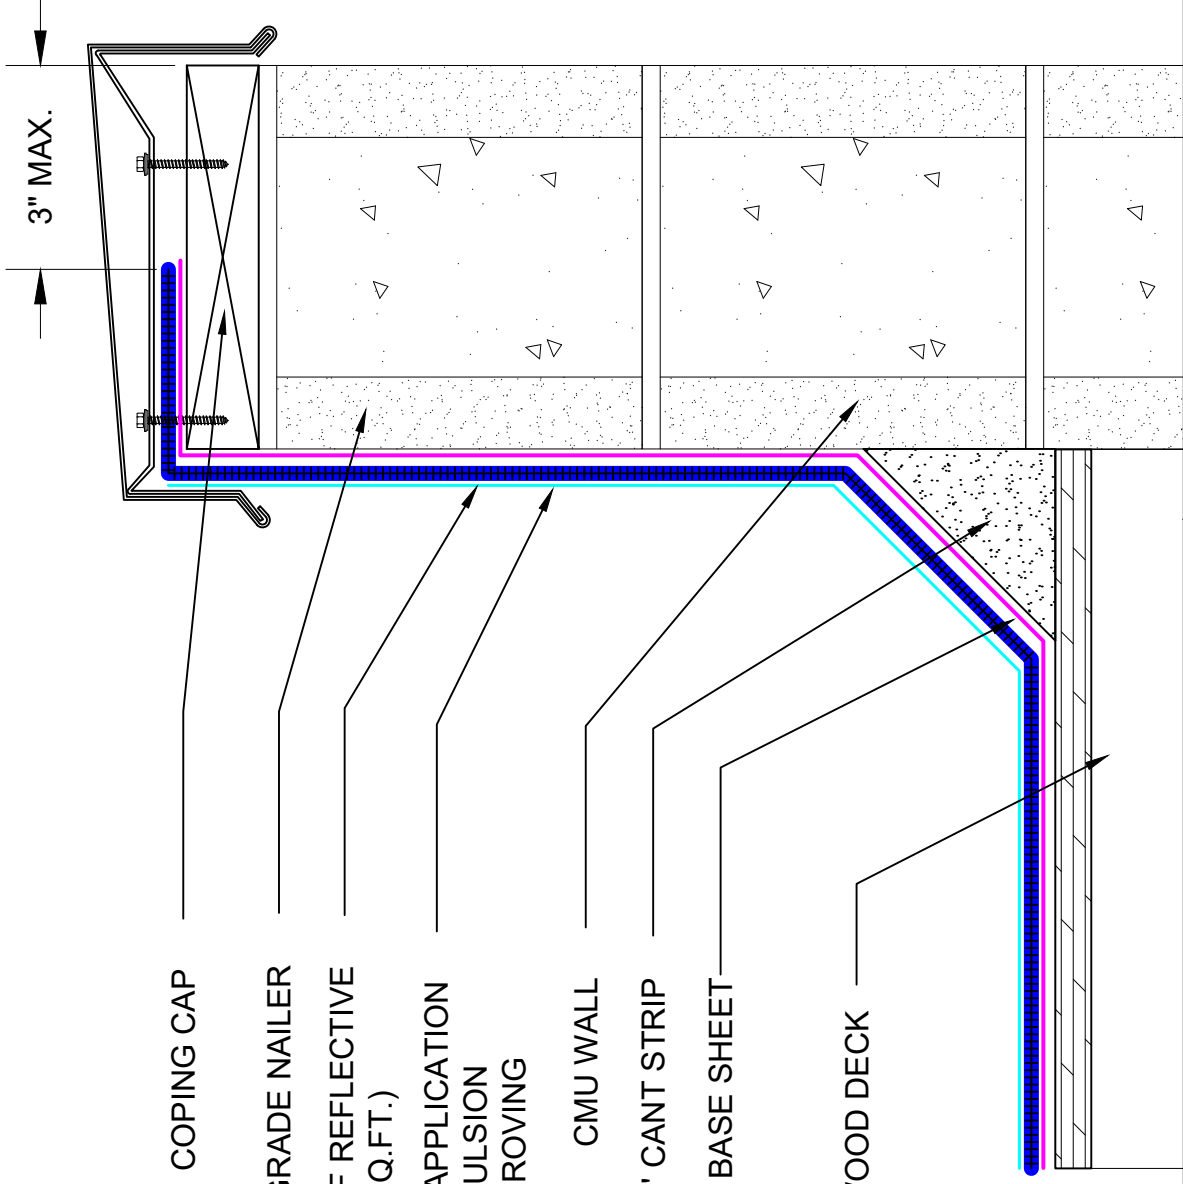 3" MAX.
COPING CAP
GRADE NAILER
F REFLECTIVE
Q.FT.)
APPLICATION
ULSION
ROVING
CMU WALL
" CANT STRIP
BASE SHEET
OOD DECK